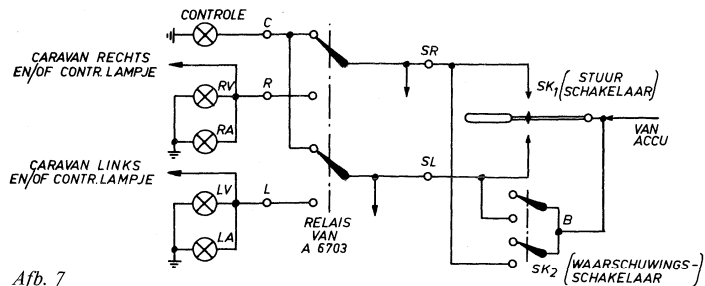 CONTROLE
C
CARAVAN RECHTS
EN/OF CONTR. LAMPJE
RV
R
RA
SR
SK1 (STUUR
SCHAKELAAR)
VAN
ACCU
CARAVAN LINKS
EN/OF CONTR. LAMPJE
LV
L
LA
SL
RELAIS
VAN
A 6703
B
SK2 (WAARSCHUWINGS-
SCHAKELAAR)
Afb. 7